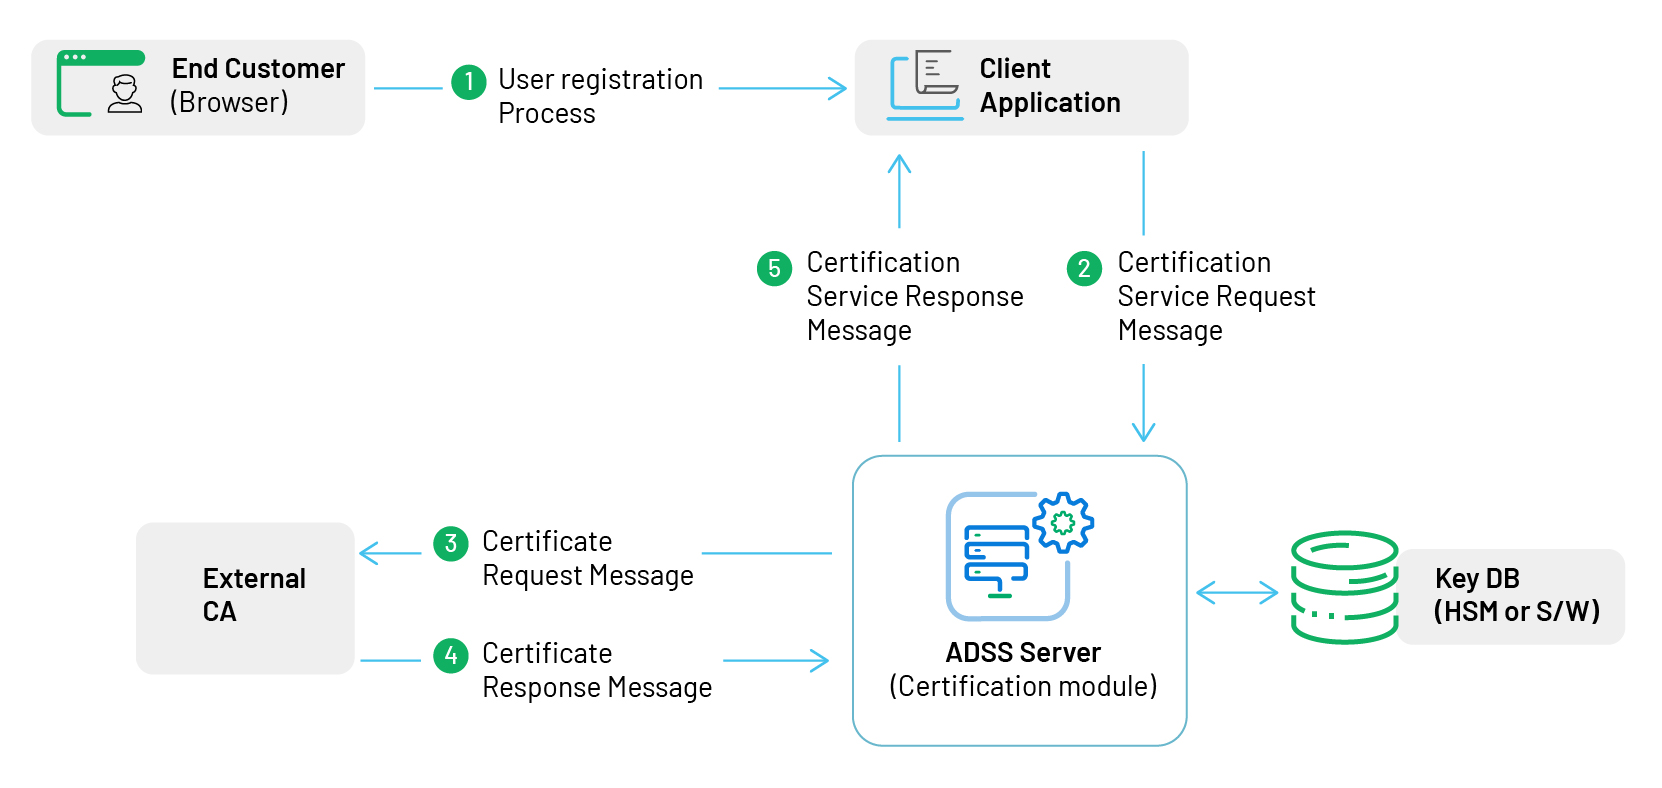 End Customer
(Browser)
1
User registration
Process
Client
Application
5
Certification
Service Response
Message
2
Certification
Service Request
Message
External
CA
3
Certificate
Request Message
4
Certificate
Response Message
ADSS Server
(Certification module)
Key DB
(HSM or S/W)